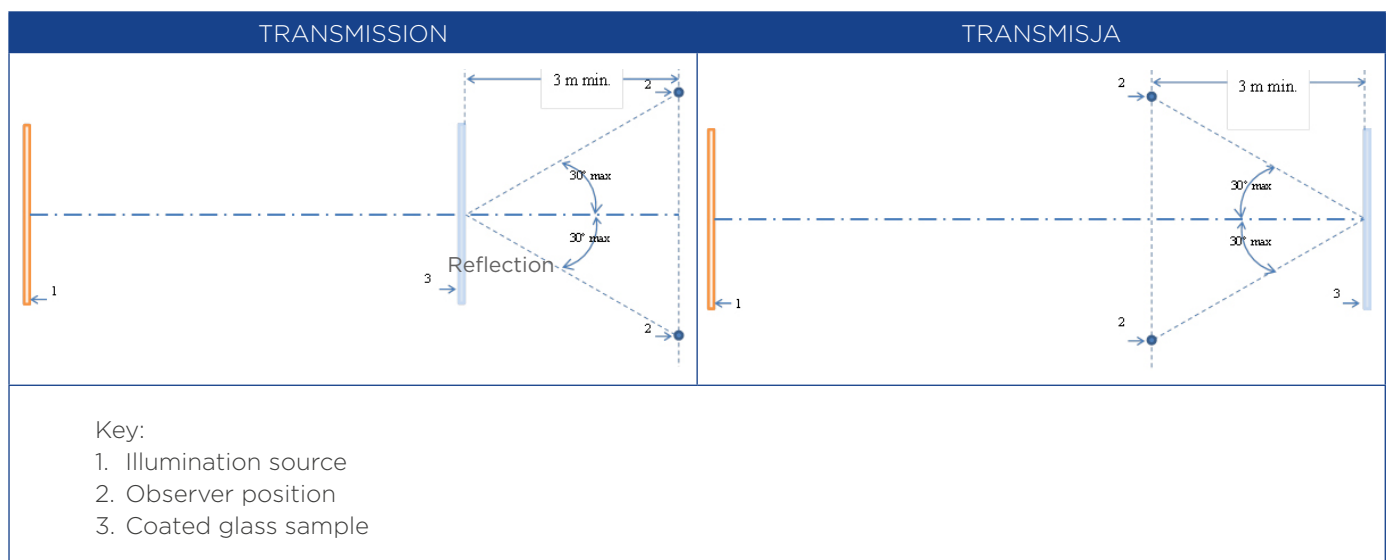 TRANSMISSION
TRANSMISJA
3 m min.
2
30° max
30° max
Reflection
3
1
2
3 m min.
2
30° max
30° max
3
1
2
Key:
1. Illumination source
2. Observer position
3. Coated glass sample